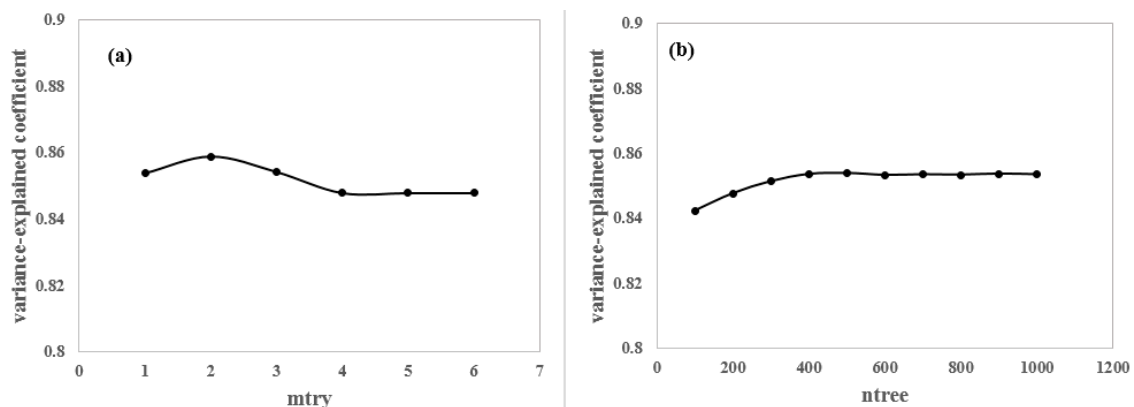 (a)
variance-explained coefficient
0.9
0.88
0.86
0.84
0.82
0.8
0 1 2 3 4 5 6 7
mtry
(b)
variance-explained coefficient
0.9
0.88
0.86
0.84
0.82
0.8
0 200 400 600 800 1000 1200
ntree